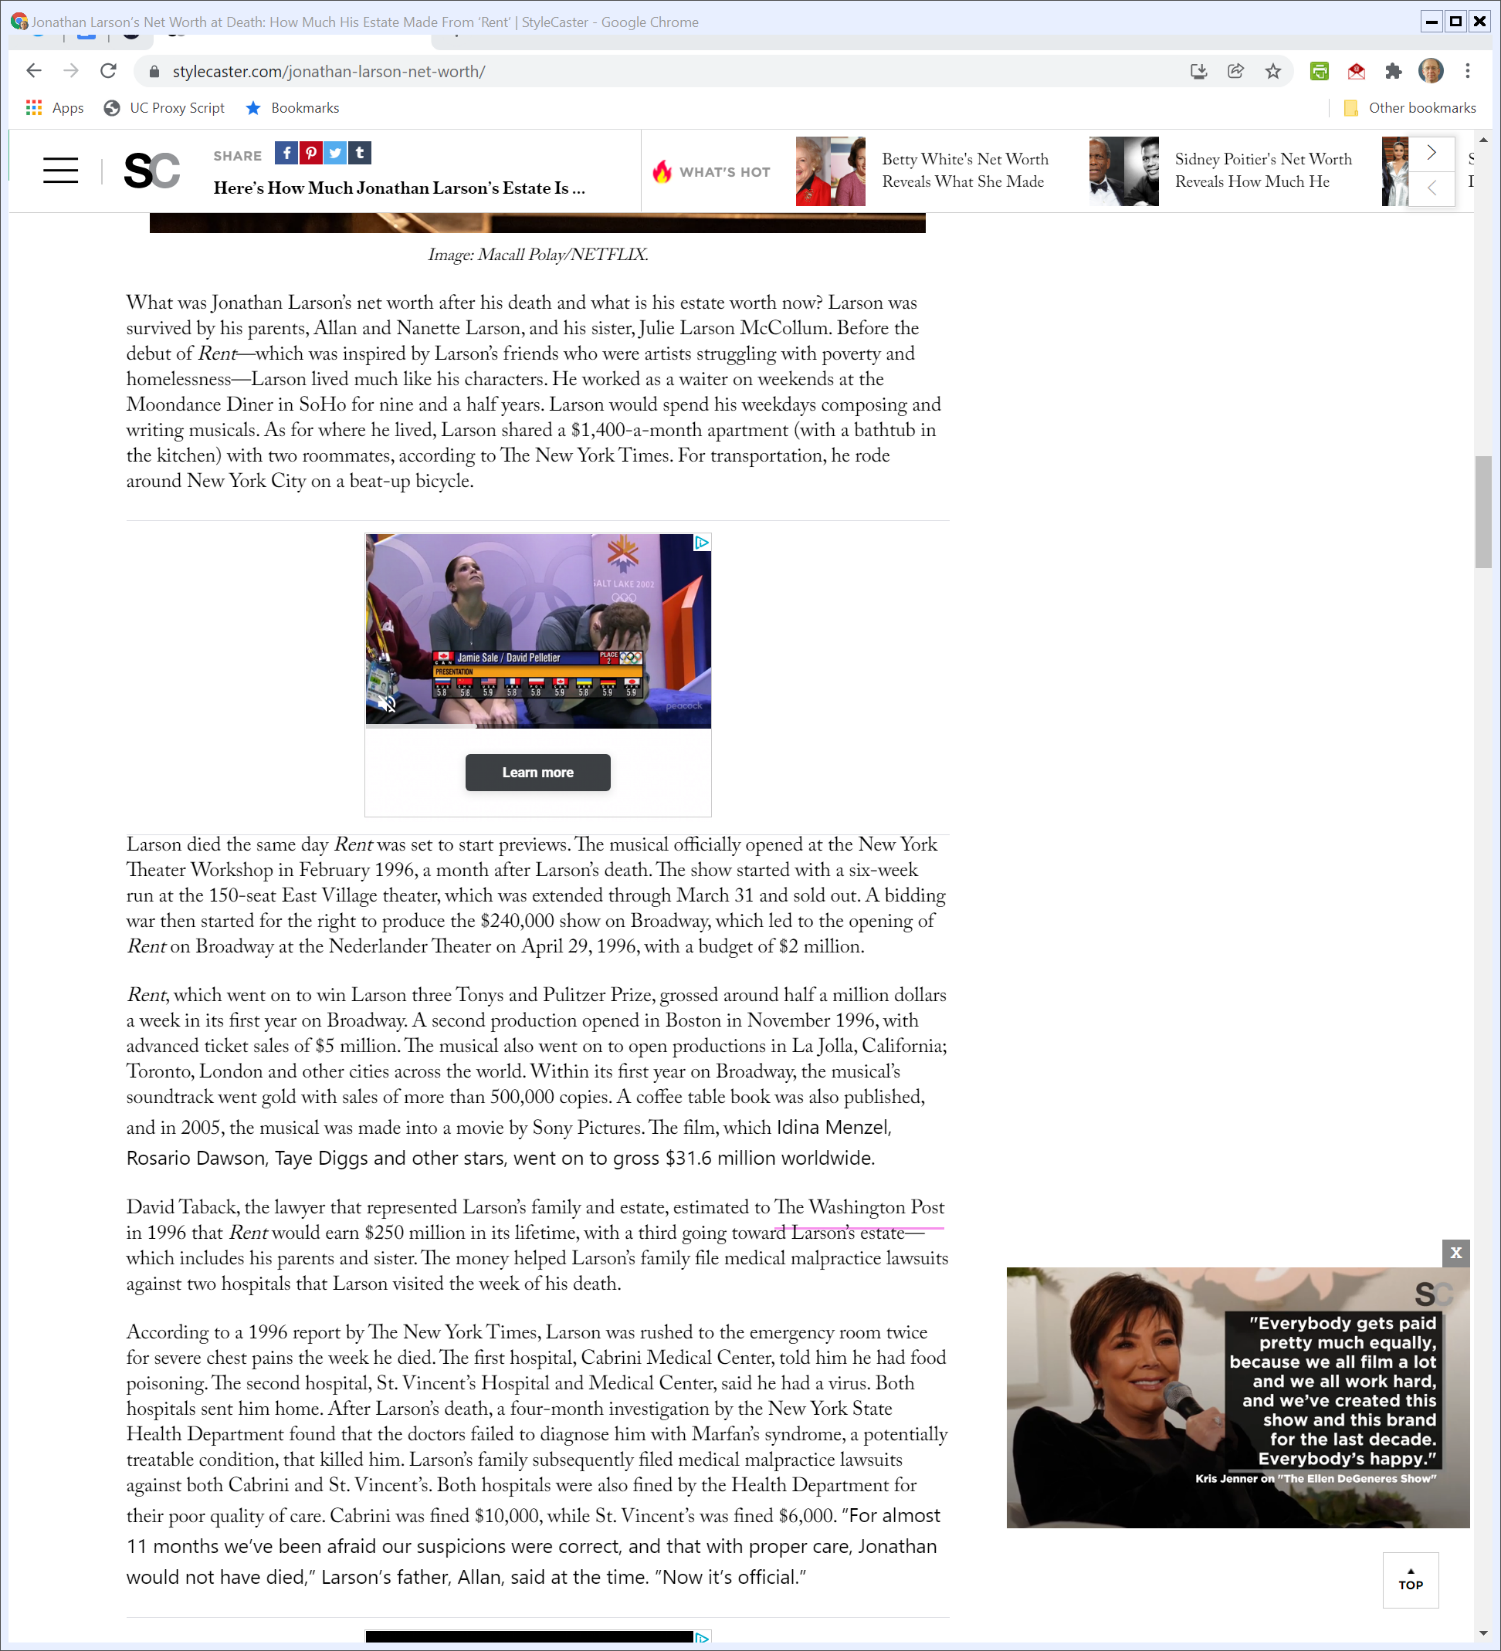 Jonathan Larson's Net Worth at Death: How Much His Estate Made From 'Rent' | StyleCaster - Google Chrome
stylecaster.com/jonathan-larson-net-worth/
Apps UC Proxy Script Bookmarks Other bookmarks
SC
SHARE
Here's How Much Jonathan Larson's Estate Is ...
WHAT'S HOT
Betty White's Net Worth
Reveals What She Made
Sidney Poitier's Net Worth
Reveals How Much He
Image: Macall Polay/NETFLIX.
What was Jonathan Larson's net worth after his death and what is his estate worth now? Larson was
survived by his parents, Allan and Nanette Larson, and his sister, Julie Larson McCollum. Before the
debut of Rent—which was inspired by Larson's friends who were artists struggling with poverty and
homelessness—Larson lived much like his characters. He worked as a waiter on weekends at the
Moondance Diner in SoHo for nine and a half years. Larson would spend his weekdays composing and
writing musicals. As for where he lived, Larson shared a $1,400-a-month apartment (with a bathtub in
the kitchen) with two roommates, according to The New York Times. For transportation, he rode
around New York City on a beat-up bicycle.
SALT LAKE 2002
Jamie Sale / David Pelletier
PLACE 2
CAN
PRESENTATION
5.8 5.8 5.9 5.8 5.9 5.9 5.8 5.9 5.9
peacock
Learn more
Larson died the same day Rent was set to start previews. The musical officially opened at the New York
Theater Workshop in February 1996, a month after Larson's death. The show started with a six-week
run at the 150-seat East Village theater, which was extended through March 31 and sold out. A bidding
war then started for the right to produce the $240,000 show on Broadway, which led to the opening of
Rent on Broadway at the Nederlander Theater on April 29, 1996, with a budget of $2 million.
Rent, which went on to win Larson three Tonys and Pulitzer Prize, grossed around half a million dollars
a week in its first year on Broadway. A second production opened in Boston in November 1996, with
advanced ticket sales of $5 million. The musical also went on to open productions in La Jolla, California;
Toronto, London and other cities across the world. Within its first year on Broadway, the musical's
soundtrack went gold with sales of more than 500,000 copies. A coffee table book was also published,
and in 2005, the musical was made into a movie by Sony Pictures. The film, which Idina Menzel,
Rosario Dawson, Taye Diggs and other stars, went on to gross $31.6 million worldwide.
David Taback, the lawyer that represented Larson's family and estate, estimated to The Washington Post
in 1996 that Rent would earn $250 million in its lifetime, with a third going toward Larson's estate—
which includes his parents and sister. The money helped Larson's family file medical malpractice lawsuits
against two hospitals that Larson visited the week of his death.
According to a 1996 report by The New York Times, Larson was rushed to the emergency room twice
for severe chest pains the week he died. The first hospital, Cabrini Medical Center, told him he had food
poisoning. The second hospital, St. Vincent's Hospital and Medical Center, said he had a virus. Both
hospitals sent him home. After Larson's death, a four-month investigation by the New York State
Health Department found that the doctors failed to diagnose him with Marfan's syndrome, a potentially
treatable condition, that killed him. Larson's family subsequently filed medical malpractice lawsuits
against both Cabrini and St. Vincent's. Both hospitals were also fined by the Health Department for
their poor quality of care. Cabrini was fined $10,000, while St. Vincent's was fined $6,000. "For almost
11 months we've been afraid our suspicions were correct, and that with proper care, Jonathan
would not have died," Larson's father, Allan, said at the time. "Now it's official."
X
SC
"Everybody gets paid
pretty much equally,
because we all film a lot
and we all work hard,
and we've created this
show and this brand
for the last decade.
Everybody's happy."
Kris Jenner on "The Ellen DeGeneres Show"
TOP